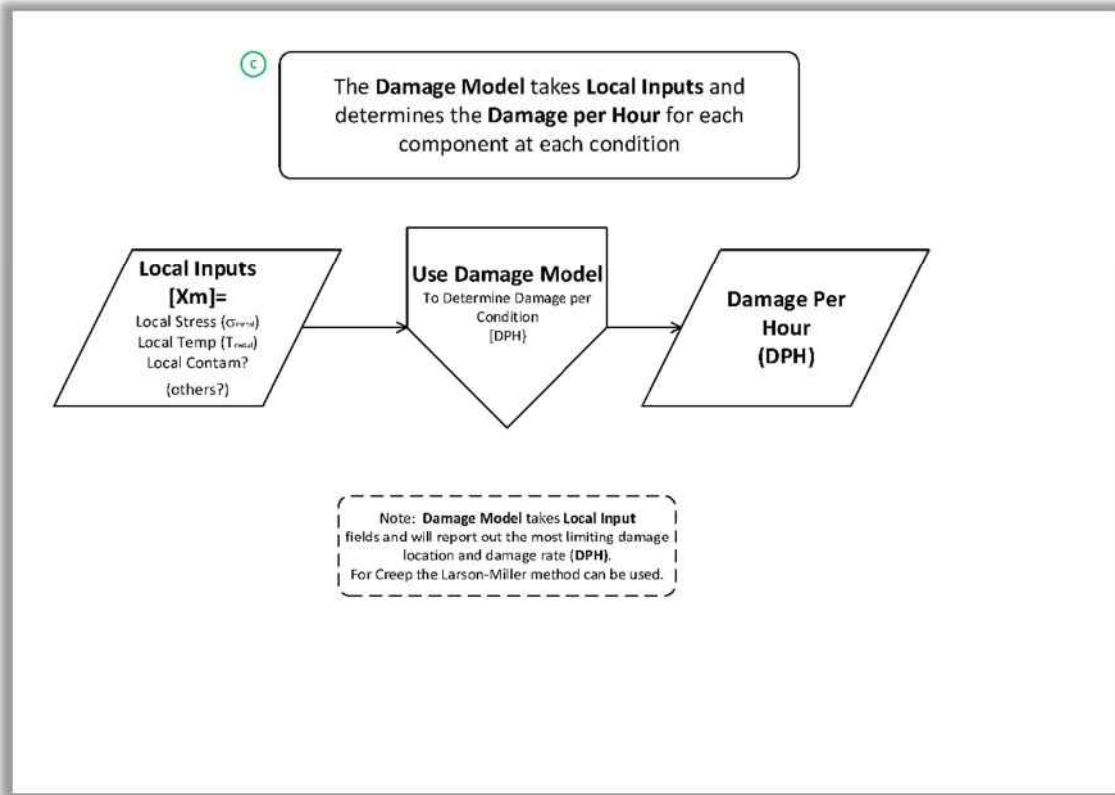 C
The Damage Model takes Local Inputs and
determines the Damage per Hour for each
component at each condition
Local Inputs
[Xm]=
Local Stress (σ)
Local Temp (T)
Local Contam?
(others?)
Use Damage Model
To Determine Damage per
Condition
[DPH}
Damage Per
Hour
(DPH)
Note: Damage Model takes Local Input
fields and will report out the most limiting damage
location and damage rate (DPH).
For Creep the Larson-Miller method can be used.